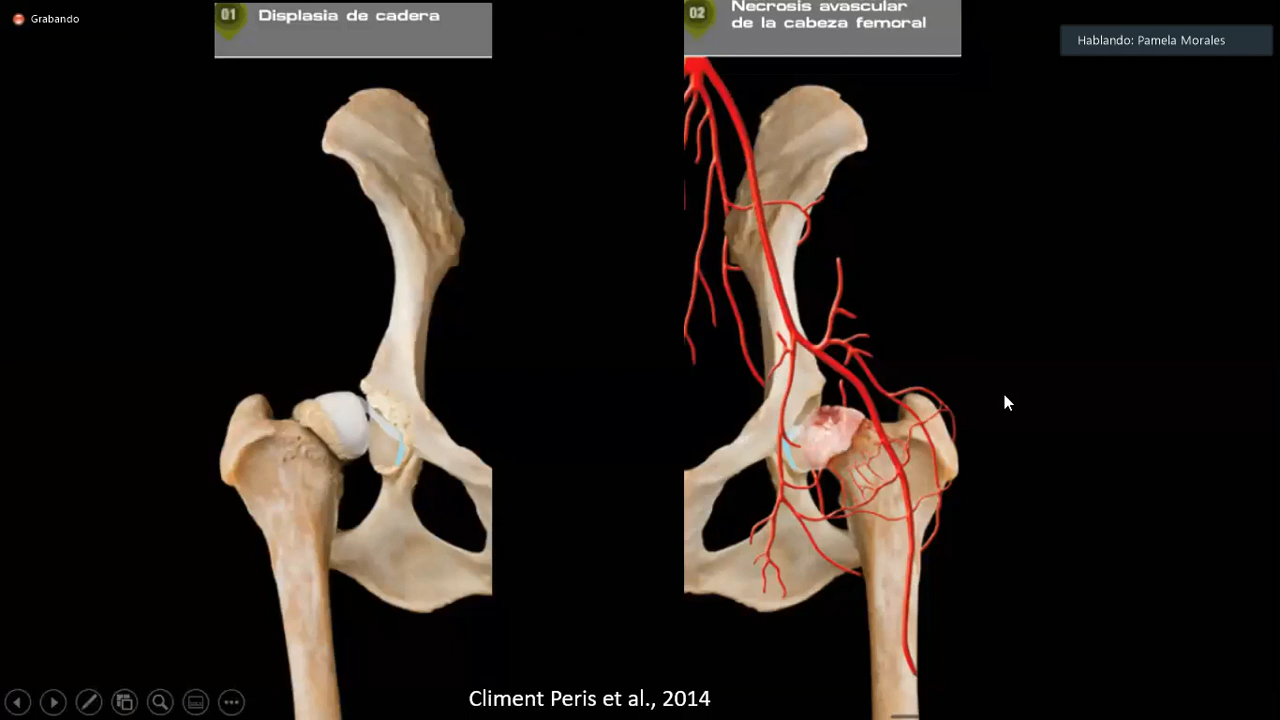 Grabando
01 Displasia de cadera
02 Necrosis avascular
de la cabeza femoral
Hablando: Pamela Morales
Climent Peris et al., 2014